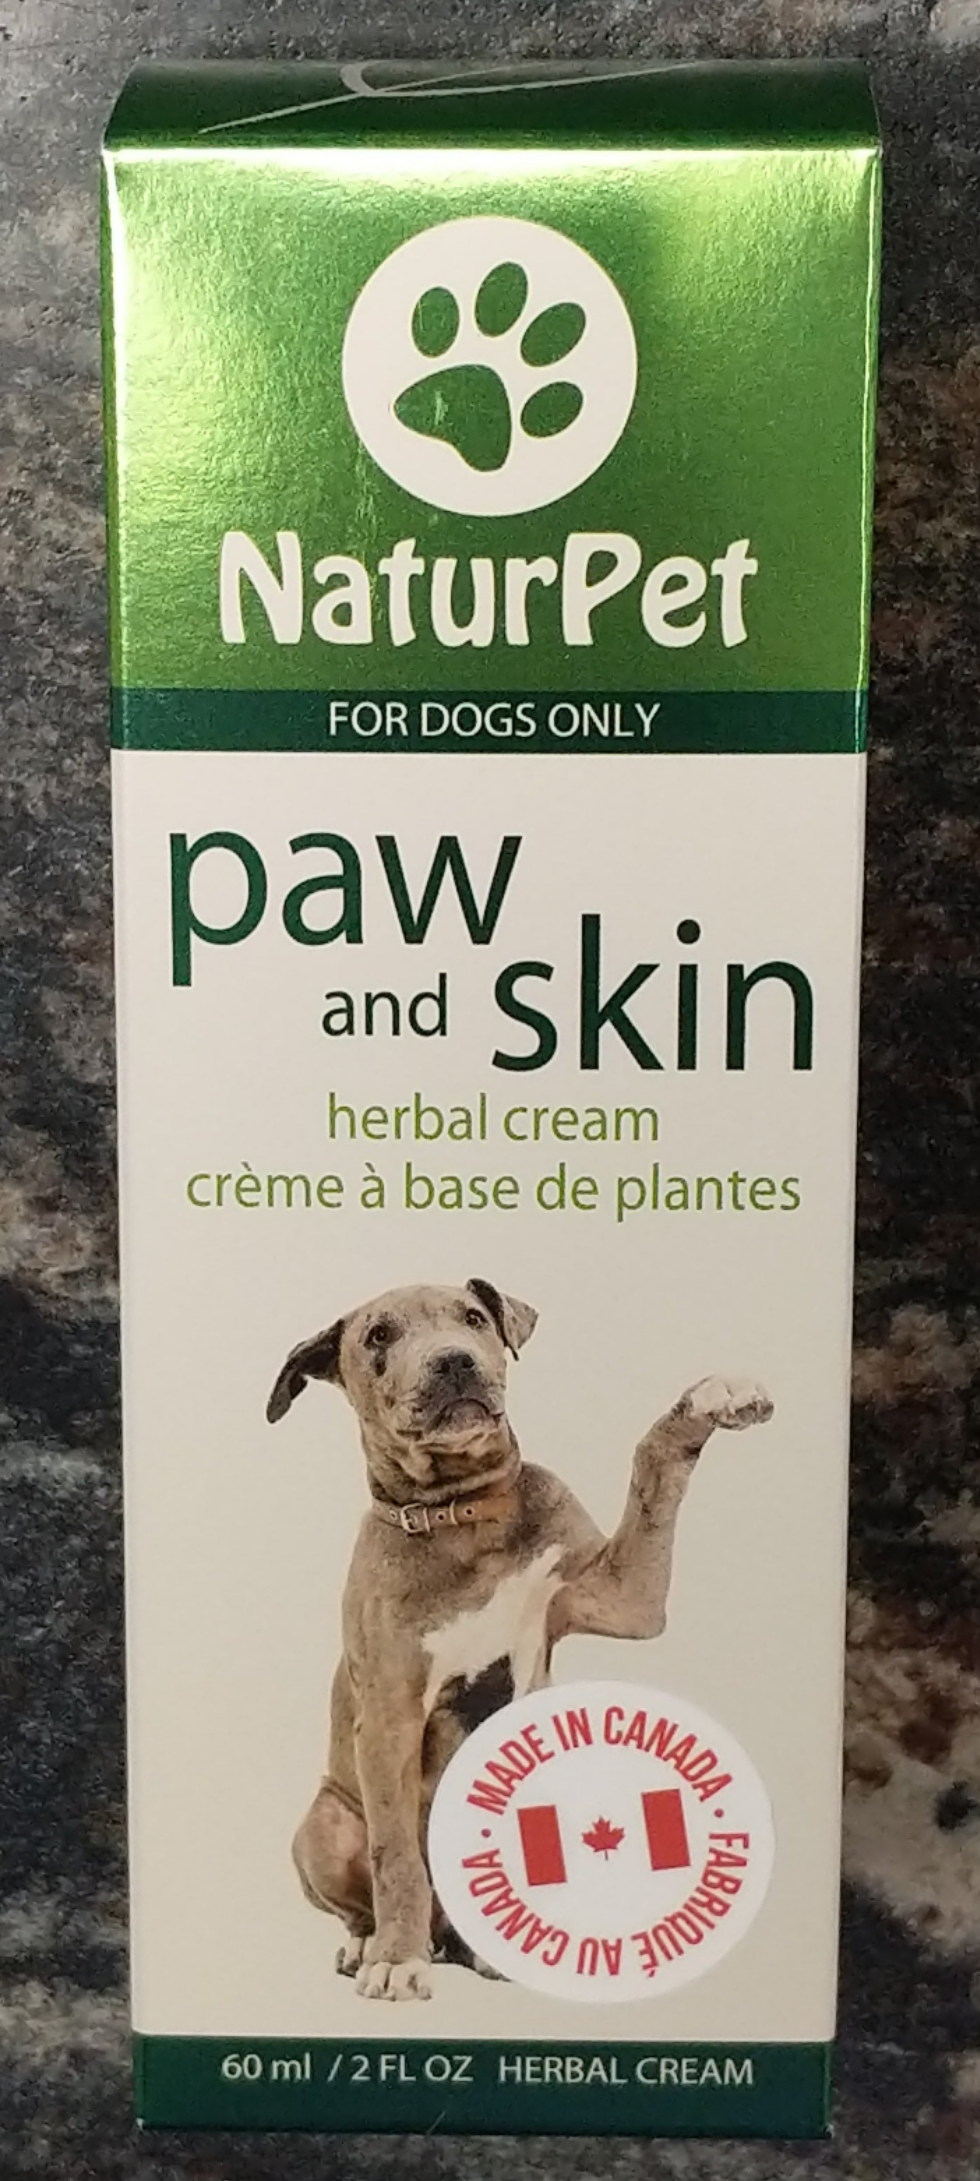 NaturPet
FOR DOGS ONLY
paw
and skin
herbal cream
crème à base de plantes
· MADE IN CANADA ·
FABRIQUÉ AU CANADA
60 ml / 2 FL OZ HERBAL CREAM